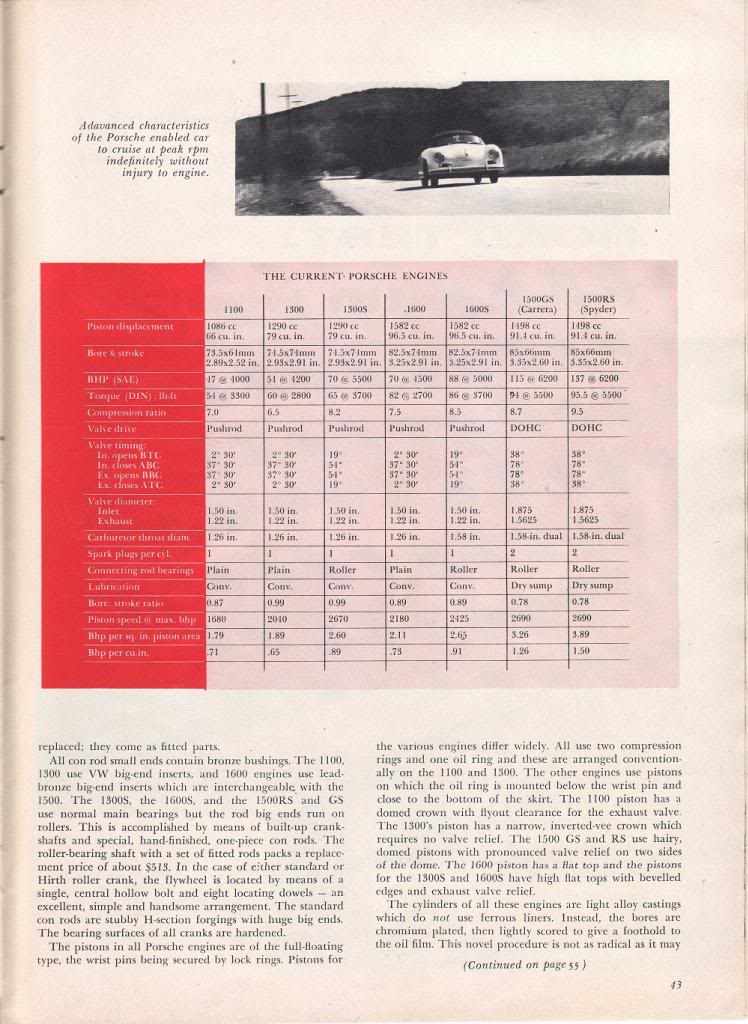 Adavanced characteristics
of the Porsche enabled car
to cruise at peak rpm
indefinitely without
injury to engine.
THE CURRENT PORSCHE ENGINES
1100 1300 1300S .1600 1600S 1500GS (Carrera) 1500RS (Spyder)
Piston displacement 1086 cc 1290 cc 1290 cc 1582 cc 1582 cc 1498 cc 1498 cc
66 cu. in. 79 cu. in. 79 cu. in. 96.5 cu. in. 96.5 cu. in. 91.4 cu. in. 91.4 cu. in.
Bore & stroke 73.5x64mm 74.5x74mm 74.5x74mm 82.5x74mm 82.5x74mm 85x66mm 85x66mm
2.89x2.52 in. 2.93x2.91 in. 2.93x2.91 in. 3.25x2.91 in. 3.25x2.91 in. 3.35x2.60 in. 3.35x2.60 in.
BHP (SAE) 47 @ 4000 51 @ 4200 70 @ 5500 70 @ 4500 88 @ 5000 115 @ 6200 137 @ 6200
Torque (DIN), lb-ft 54 @ 3300 60 @ 2800 65 @ 3700 82 @ 2700 86 @ 3700 94 @ 5500 95.5 @ 5500
Compression ratio 7.0 6.5 8.2 7.5 8.5 8.7 9.5
Valve drive Pushrod Pushrod Pushrod Pushrod Pushrod DOHC DOHC
Valve timing:
In. opens BTC 2° 30' 2° 30' 19° 2° 30' 19° 38° 38°
In. closes ABC 37° 30' 37° 30' 54° 37° 30' 54° 78° 78°
Ex. opens BBC 37° 30' 37° 30' 54° 37° 30' 54° 78° 78°
Ex. closes ATC 2° 30' 2° 30' 19° 2° 30' 19° 38° 38°
Valve diameter:
Inlet 1.50 in. 1.50 in. 1.50 in. 1.50 in. 1.50 in. 1.875 1.875
Exhaust 1.22 in. 1.22 in. 1.22 in. 1.22 in. 1.22 in. 1.5625 1.5625
Carburetor throat diam. 1.26 in. 1.26 in. 1.26 in. 1.26 in. 1.58 in. 1.58-in. dual 1.58-in. dual
Spark plugs per cyl. 1 1 1 1 1 2 2
Connecting rod bearings Plain Plain Roller Plain Roller Roller Roller
Lubrication Conv. Conv. Conv. Conv. Conv. Dry sump Dry sump
Bore: stroke ratio 0.87 0.99 0.99 0.89 0.89 0.78 0.78
Piston speed @ max. bhp 1680 2040 2670 2180 2425 2690 2690
Bhp per sq. in. piston area 1.79 1.89 2.60 2.11 2.65 3.26 3.89
Bhp per cu.in. .71 .65 .89 .73 .91 1.26 1.50
replaced; they come as fitted parts.
All con rod small ends contain bronze bushings. The 1100,
1300 use VW big-end inserts, and 1600 engines use lead-
bronze big-end inserts which are interchangeable with the
1500. The 1300S, the 1600S, and the 1500RS and GS
use normal main bearings but the rod big ends run on
rollers. This is accomplished by means of built-up crank-
shafts and special, hand-finished, one-piece con rods. The
roller-bearing shaft with a set of fitted rods packs a replace-
ment price of about $513. In the case of either standard or
Hirth roller crank, the flywheel is located by means of a
single, central hollow bolt and eight locating dowels — an
excellent, simple and handsome arrangement. The standard
con rods are stubby H-section forgings with huge big ends.
The bearing surfaces of all cranks are hardened.
The pistons in all Porsche engines are of the full-floating
type, the wrist pins being secured by lock rings. Pistons for
the various engines differ widely. All use two compression
rings and one oil ring and these are arranged convention-
ally on the 1100 and 1300. The other engines use pistons
on which the oil ring is mounted below the wrist pin and
close to the bottom of the skirt. The 1100 piston has a
domed crown with flyout clearance for the exhaust valve.
The 1300's piston has a narrow, inverted-vee crown which
requires no valve relief. The 1500 GS and RS use hairy,
domed pistons with pronounced valve relief on two sides
of the dome. The 1600 piston has a flat top and the pistons
for the 1300S and 1600S have high flat tops with bevelled
edges and exhaust valve relief.
The cylinders of all these engines are light alloy castings
which do not use ferrous liners. Instead, the bores are
chromium plated, then lightly scored to give a foothold to
the oil film. This novel procedure is not as radical as it may
(Continued on page 55)
43